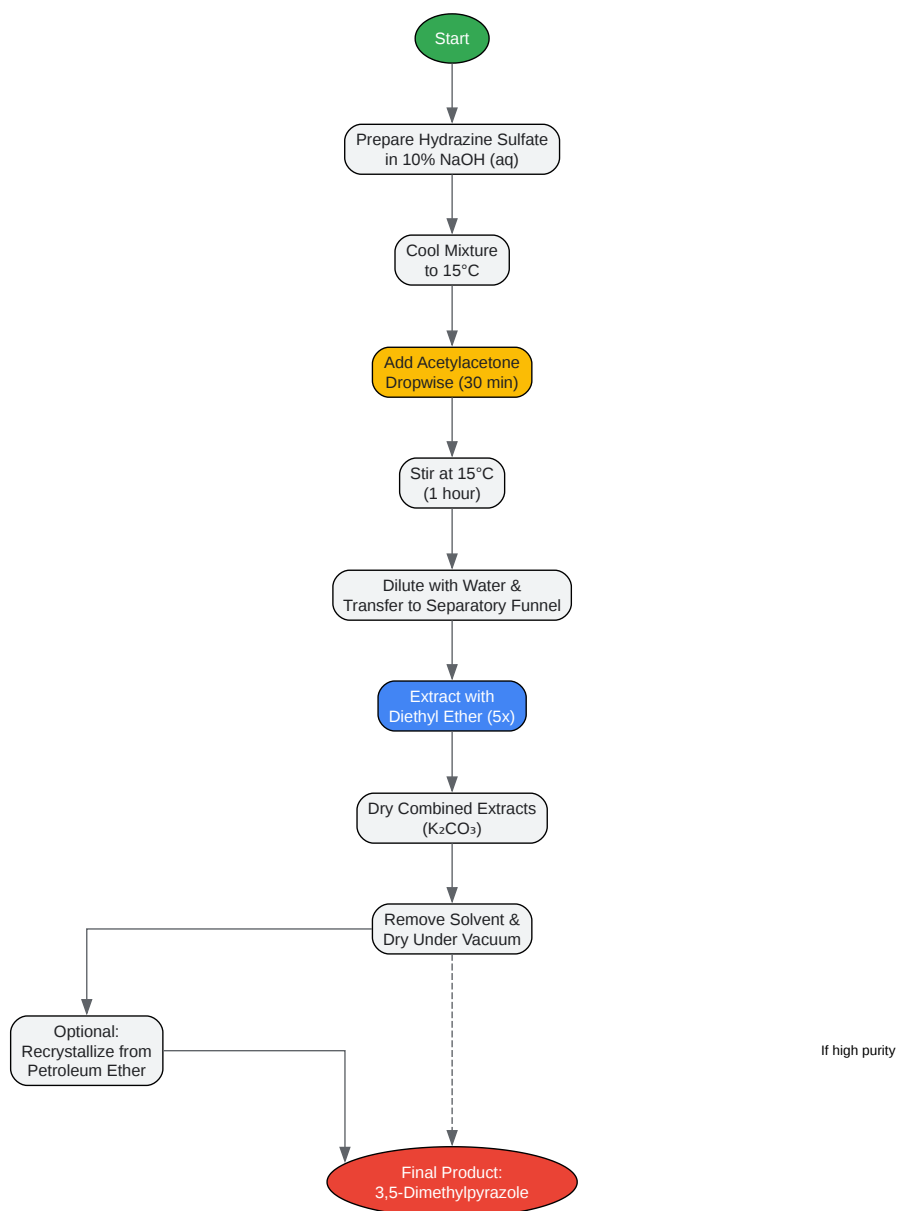 Start
Prepare Hydrazine Sulfate
in 10% NaOH (aq)
Cool Mixture
to 15°C
Add Acetylacetone
Dropwise (30 min)
Stir at 15°C
(1 hour)
Dilute with Water &
Transfer to Separatory Funnel
Extract with
Diethyl Ether (5x)
Dry Combined Extracts
(K₂CO₃)
Remove Solvent &
Dry Under Vacuum
Optional:
Recrystallize from
Petroleum Ether
If high purity
Final Product:
3,5-Dimethylpyrazole